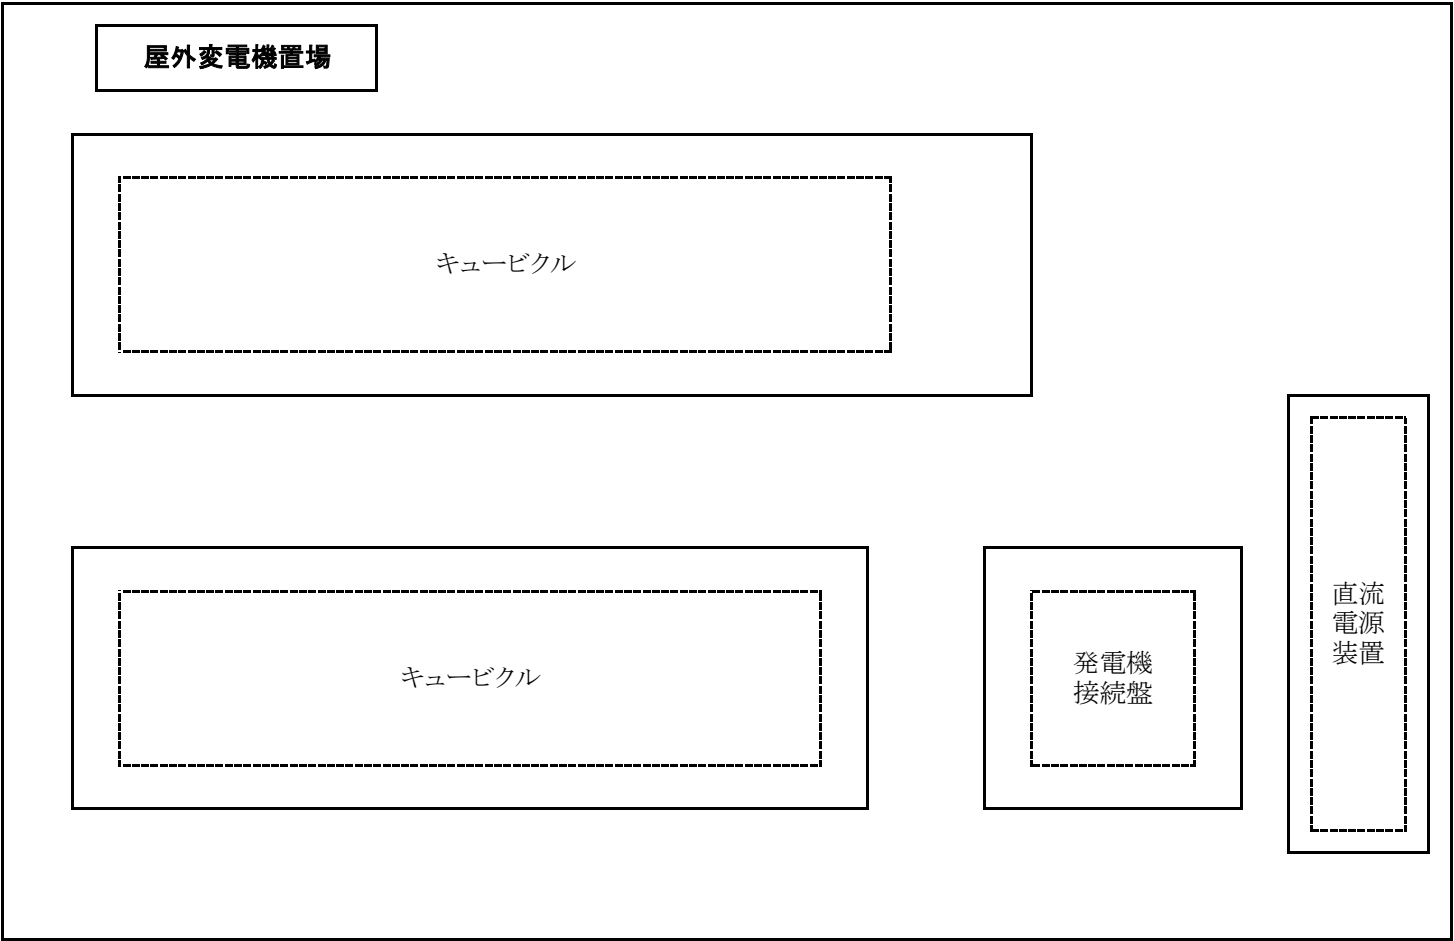 屋外変電機置場
キュービクル
キュービクル
発電機
接続盤
直流
電源
装置